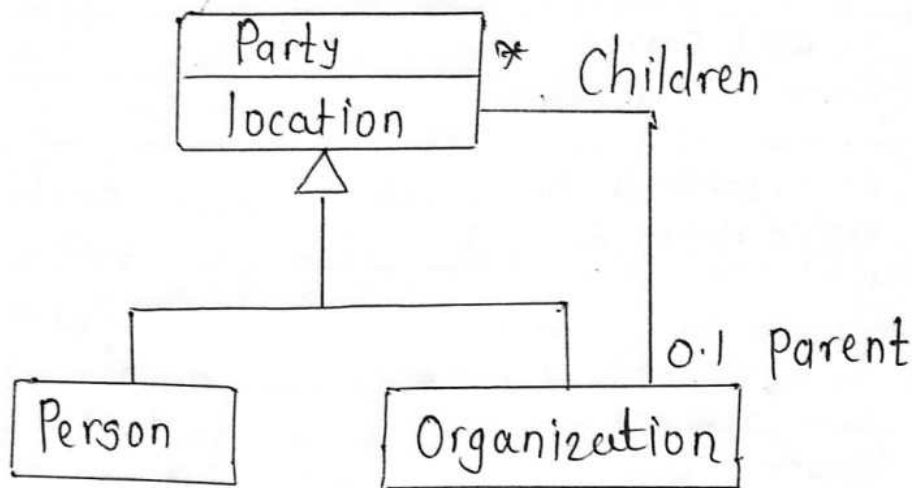 Party
*
Children
location
0.1 Parent
Person
Organization